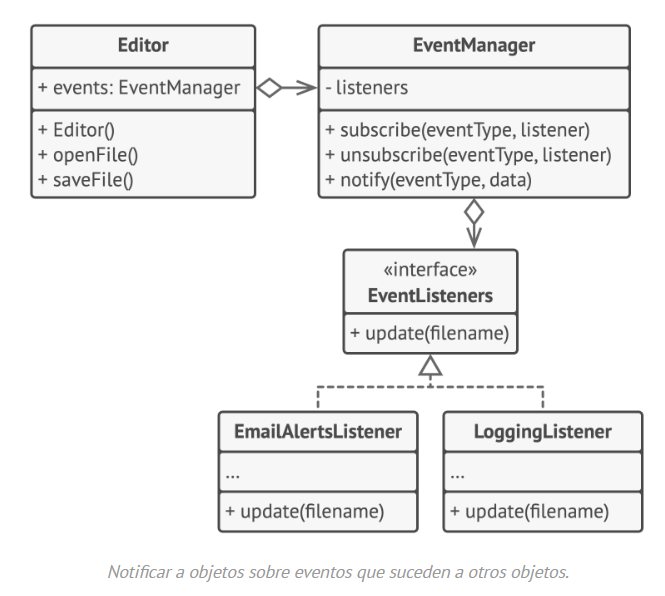 Editor
+ events: EventManager
+ Editor()
+ openFile()
+ saveFile()
EventManager
- listeners
+ subscribe(eventType, listener)
+ unsubscribe(eventType, listener)
+ notify(eventType, data)
«interface»
EventListeners
+ update(filename)
EmailAlertsListener
...
+ update(filename)
LoggingListener
...
+ update(filename)
Notificar a objetos sobre eventos que suceden a otros objetos.